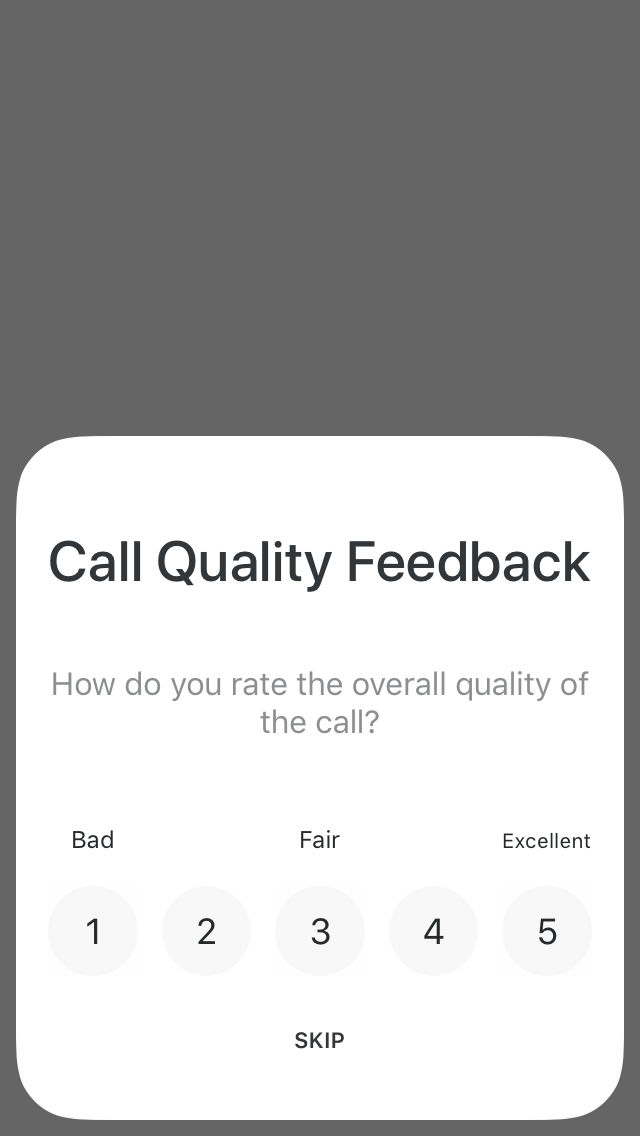 Call Quality Feedback
How do you rate the overall quality of
the call?
Bad Fair Excellent
1 2 3 4 5
SKIP